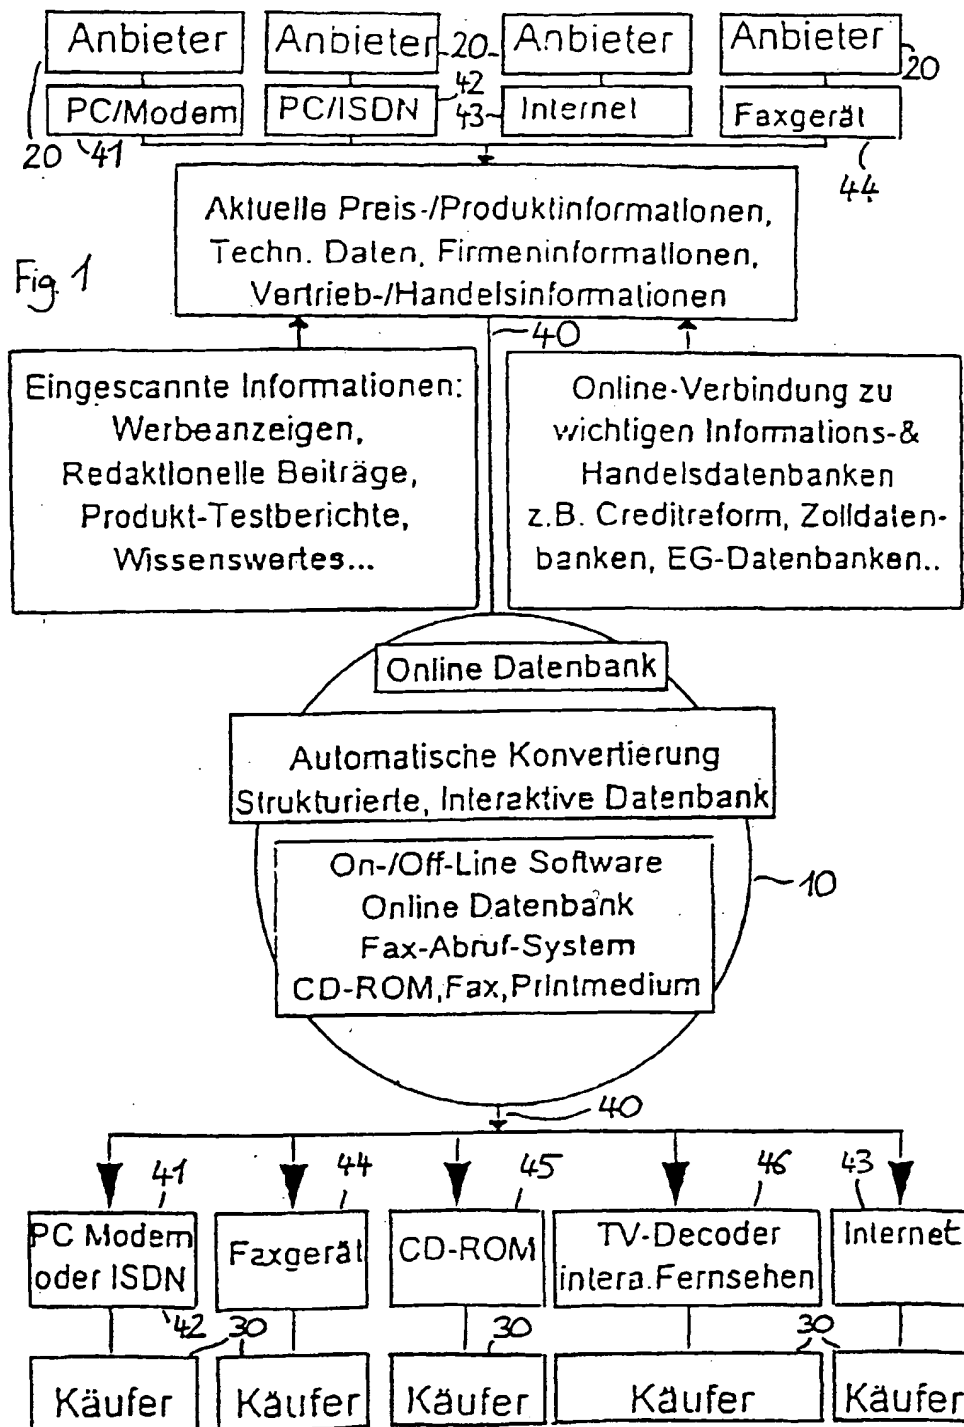 Anbieter
Anbieter
20
Anbieter
Anbieter
20
PC/Modem
PC/ISDN
42
43
Internet
Faxgerät
20
41
44
Aktuelle Preis-/Produktinformationen,
Techn. Daten, Firmeninformationen,
Vertrieb-/Handelsinformationen
Fig. 1
40
Eingescannte Informationen:
Werbeanzeigen,
Redaktionelle Beiträge,
Produkt-Testberichte,
Wissenswertes...
Online-Verbindung zu
wichtigen Informations-&
Handelsdatenbanken
z.B. Creditreform, Zolldaten-
banken, EG-Datenbanken..
Online Datenbank
Automatische Konvertierung
Strukturierte, Interaktive Datenbank
On-/Off-Line Software
Online Datenbank
Fax-Abruf-System
CD-ROM,Fax,Printmedium
10
40
41
44
45
46
43
PC Modem
oder ISDN
Faxgerät
CD-ROM
TV-Decoder
intera.Fernsehen
Internet
42
30
30
30
Käufer
Käufer
Käufer
Käufer
Käufer